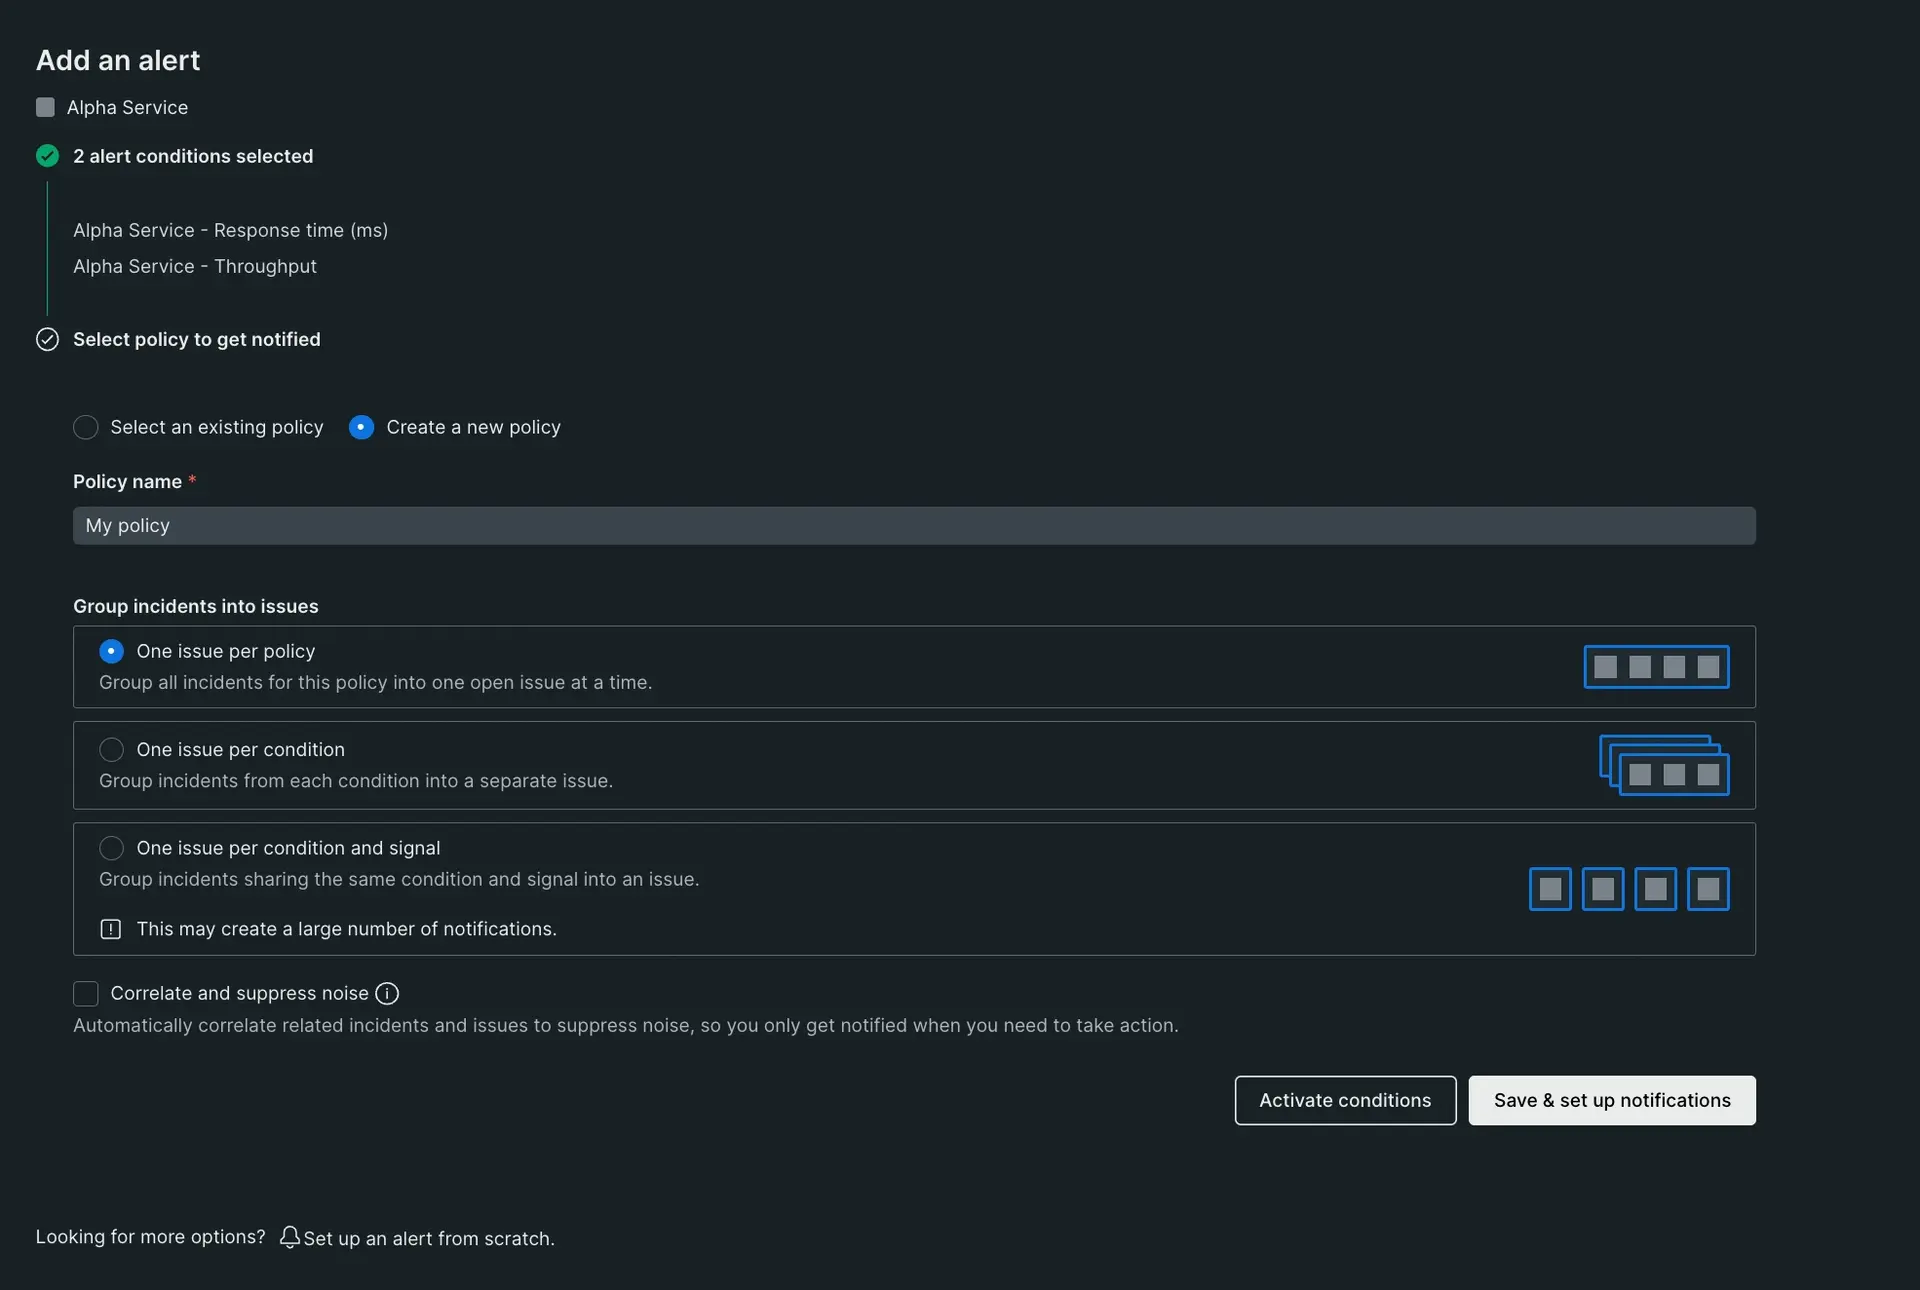 Add an alert
Alpha Service
2 alert conditions selected
Alpha Service - Response time (ms)
Alpha Service - Throughput
Select policy to get notified
Select an existing policy
Create a new policy
Policy name *
My policy
Group incidents into issues
One issue per policy
Group all incidents for this policy into one open issue at a time.
One issue per condition
Group incidents from each condition into a separate issue.
One issue per condition and signal
Group incidents sharing the same condition and signal into an issue.
This may create a large number of notifications.
Correlate and suppress noise
Automatically correlate related incidents and issues to suppress noise, so you only get notified when you need to take action.
Activate conditions
Save & set up notifications
Looking for more options? Set up an alert from scratch.